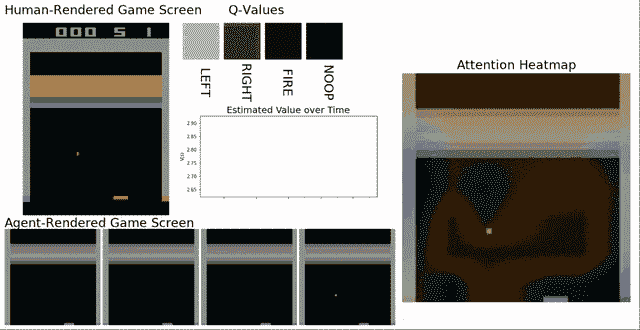 Human-Rendered Game Screen
Q-Values
000 5 1
LEFT
RIGHT
FIRE
NOOP
Attention Heatmap
Estimated Value over Time
2.90
2.85
2.80
2.75
2.70
2.65
Agent-Rendered Game Screen